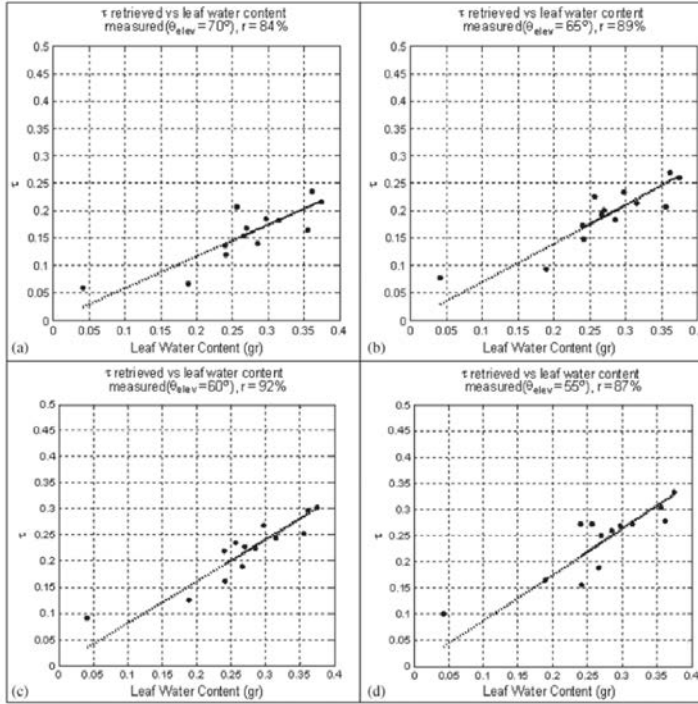 τ retrieved vs leaf water content
measured(θelev=70º), r=84%
0.5
0.45
0.4
0.35
0.3
0.25
0.2
0.15
0.1
0.05
0
τ
0 0.05 0.1 0.15 0.2 0.25 0.3 0.35 0.4
(a) Leaf Water Content (gr)
τ retrieved vs leaf water content
measured(θelev=65º), r=89%
0.5
0.45
0.4
0.35
0.3
0.25
0.2
0.15
0.1
0.05
0
τ
0 0.05 0.1 0.15 0.2 0.25 0.3 0.35 0.4
(b) Leaf Water Content (gr)
τ retrieved vs leaf water content
measured(θelev=60º), r=92%
0.5
0.45
0.4
0.35
0.3
0.25
0.2
0.15
0.1
0.05
0
τ
0 0.05 0.1 0.15 0.2 0.25 0.3 0.35 0.4
(c) Leaf Water Content (gr)
τ retrieved vs leaf water content
measured(θelev=55º), r=87%
0.5
0.45
0.4
0.35
0.3
0.25
0.2
0.15
0.1
0.05
0
τ
0 0.05 0.1 0.15 0.2 0.25 0.3 0.35 0.4
(d) Leaf Water Content (gr)